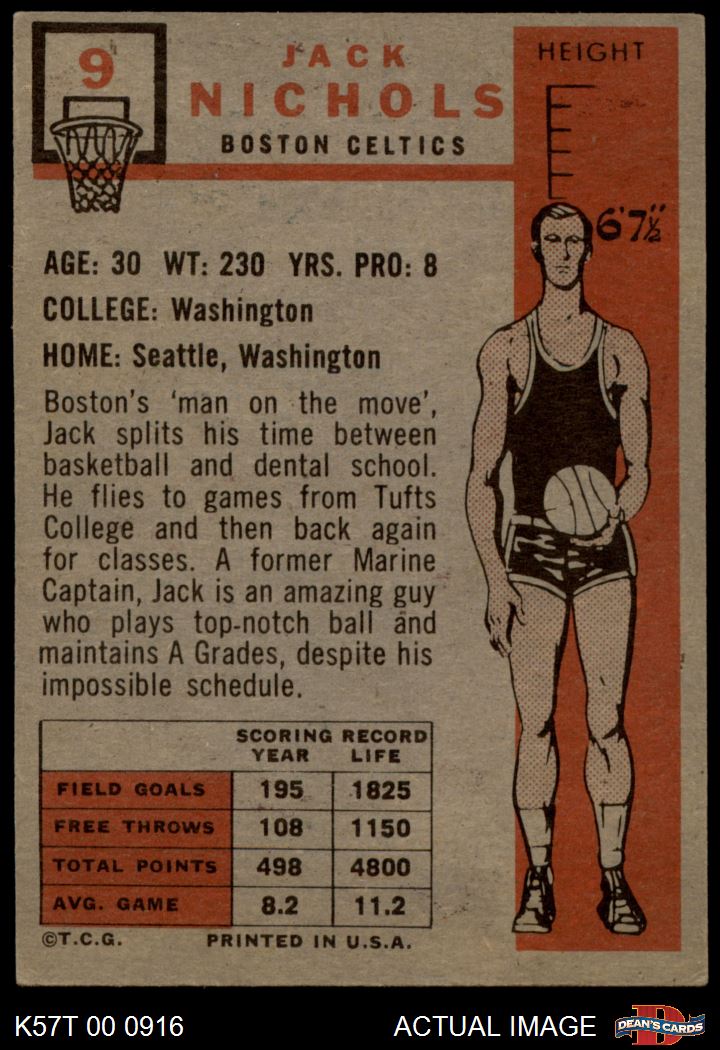 9
JACK
NICHOLS
BOSTON CELTICS
HEIGHT
6'7½"
AGE: 30 WT: 230 YRS. PRO: 8
COLLEGE: Washington
HOME: Seattle, Washington
Boston's 'man on the move',
Jack splits his time between
basketball and dental school.
He flies to games from Tufts
College and then back again
for classes. A former Marine
Captain, Jack is an amazing guy
who plays top-notch ball and
maintains A Grades, despite his
impossible schedule.
SCORING RECORD
YEAR LIFE
FIELD GOALS 195 1825
FREE THROWS 108 1150
TOTAL POINTS 498 4800
AVG. GAME 8.2 11.2
©T.C.G. PRINTED IN U.S.A.
K57T 00 0916 ACTUAL IMAGE
D
DEAN'S CARDS